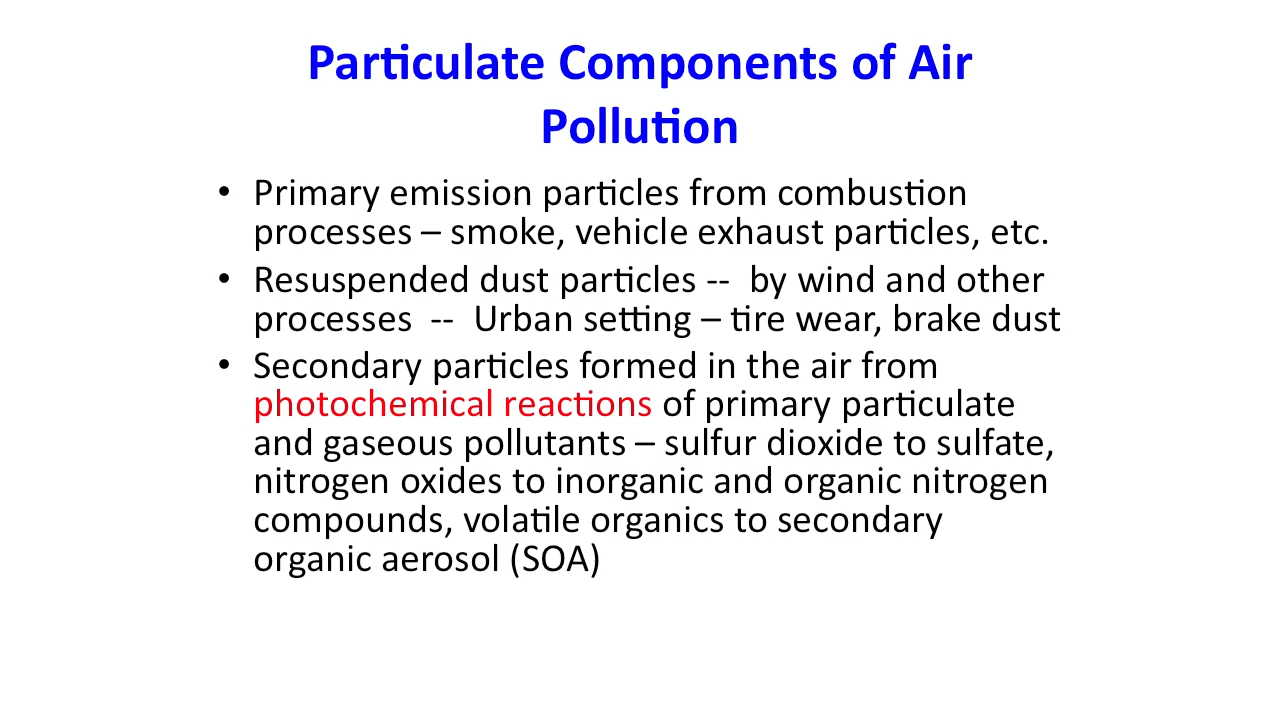 Particulate Components of Air
Pollution
• Primary emission particles from combustion
processes – smoke, vehicle exhaust particles, etc.
• Resuspended dust particles --  by wind and other
processes  --  Urban setting – tire wear, brake dust
• Secondary particles formed in the air from
photochemical reactions of primary particulate
and gaseous pollutants – sulfur dioxide to sulfate,
nitrogen oxides to inorganic and organic nitrogen
compounds, volatile organics to secondary
organic aerosol (SOA)